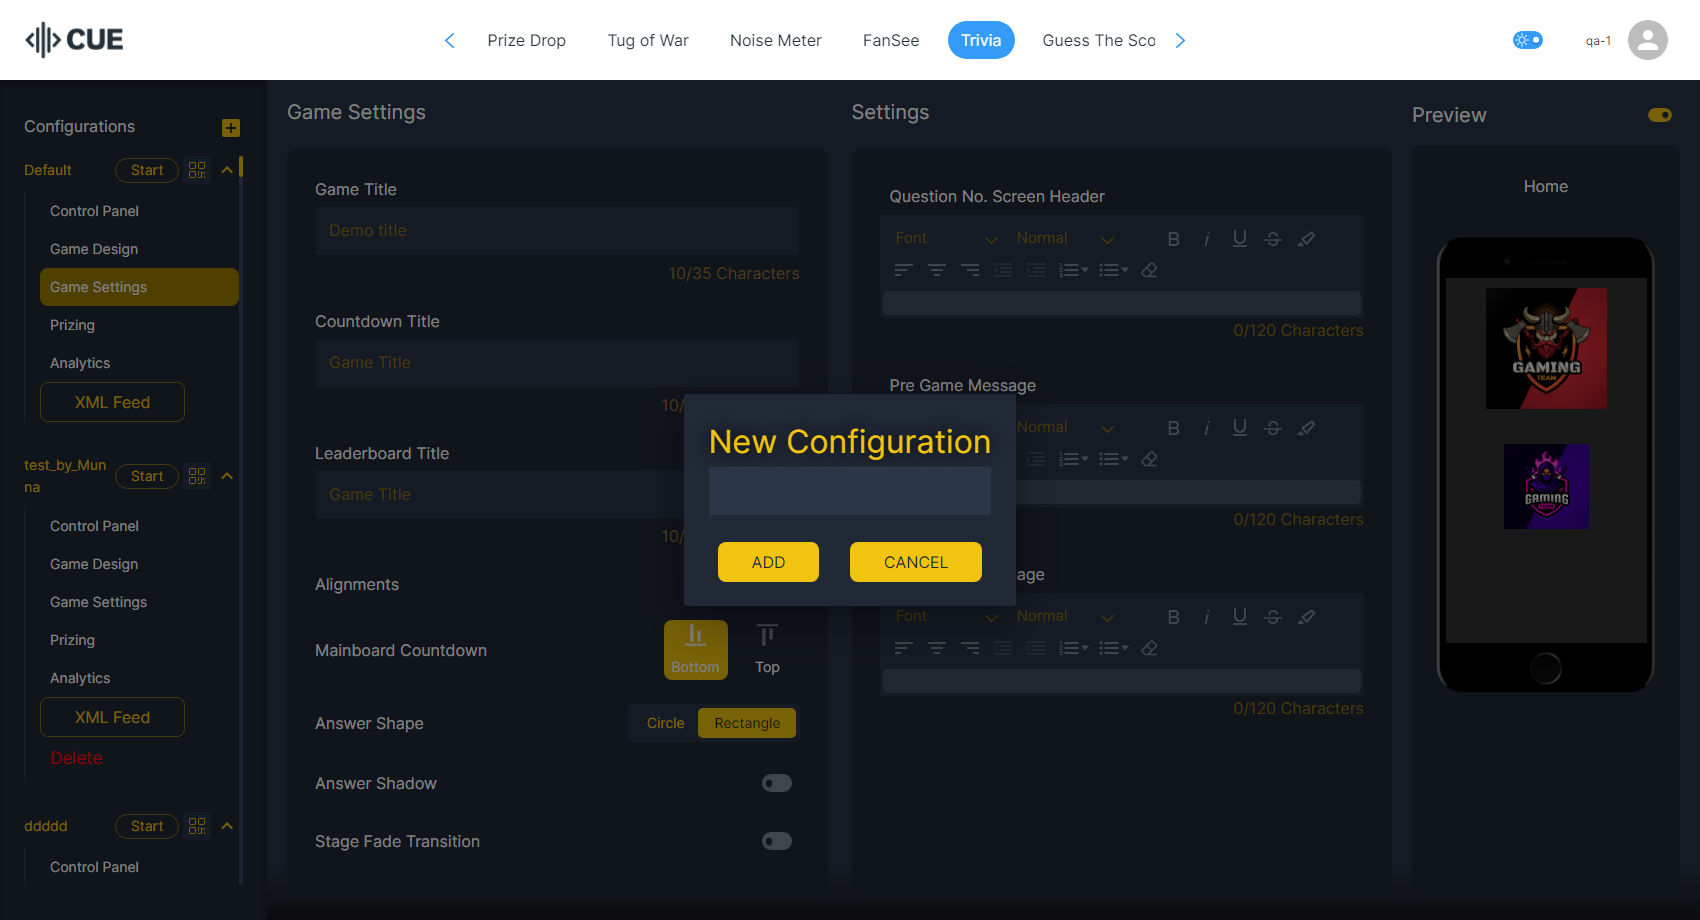 CUE
Prize Drop
Tug of War
Noise Meter
FanSee
Trivia
Guess The Sco
qa-1
Configurations
Default
Start
Control Panel
Game Design
Game Settings
Prizing
Analytics
XML Feed
test_by_Mun
na
Start
Control Panel
Game Design
Game Settings
Prizing
Analytics
XML Feed
Delete
ddddd
Start
Control Panel
Game Settings
Game Title
Demo title
10/35 Characters
Countdown Title
Game Title
10/
Leaderboard Title
Game Title
10/
Alignments
Mainboard Countdown
Bottom
Top
Answer Shape
Circle
Rectangle
Answer Shadow
Stage Fade Transition
New Configuration
ADD
CANCEL
Settings
Question No. Screen Header
Font
Normal
B
i
U
S
0/120 Characters
Pre Game Message
Normal
B
i
U
S
0/120 Characters
age
Font
Normal
B
i
U
S
0/120 Characters
Preview
Home
GAMING
TEAM
GAMING
TEAM